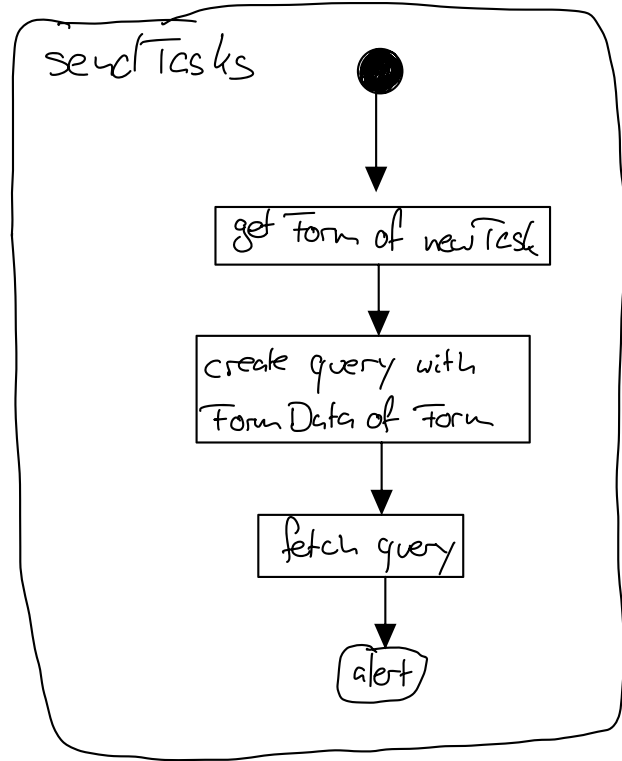 sendTasks
get Form of newTask
create query with
FormData of Form
fetch query
alert